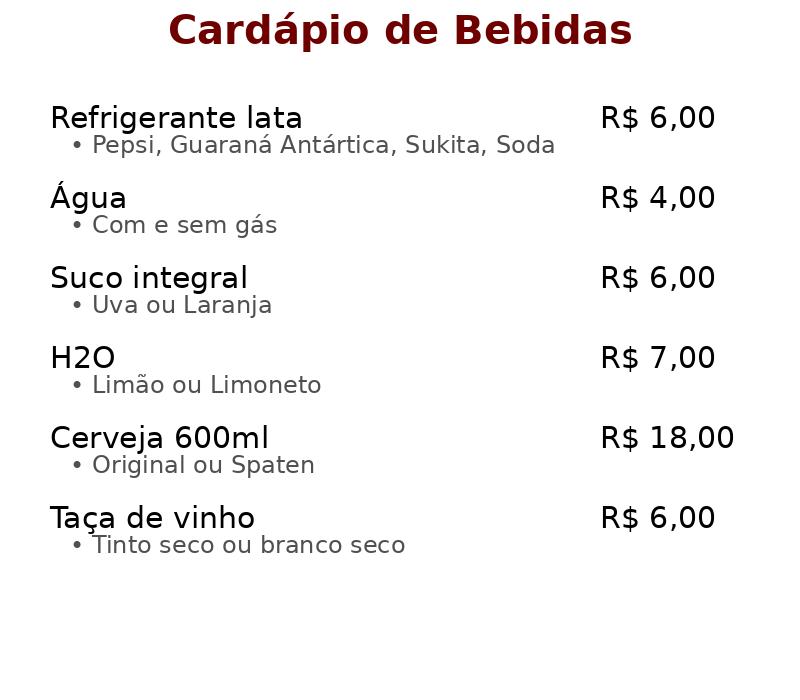 Cardápio de Bebidas
Refrigerante lata R$ 6,00
• Pepsi, Guaraná Antártica, Sukita, Soda
Água R$ 4,00
• Com e sem gás
Suco integral R$ 6,00
• Uva ou Laranja
H2O R$ 7,00
• Limão ou Limoneto
Cerveja 600ml R$ 18,00
• Original ou Spaten
Taça de vinho R$ 6,00
• Tinto seco ou branco seco